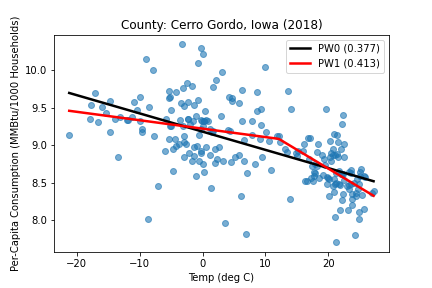 County: Cerro Gordo, Iowa (2018)
PW0 (0.377)
PW1 (0.413)
Per-Capita Consumption (MMBtu/1000 Households)
10.0
9.5
9.0
8.5
8.0
−20
−10
0
10
20
Temp (deg C)